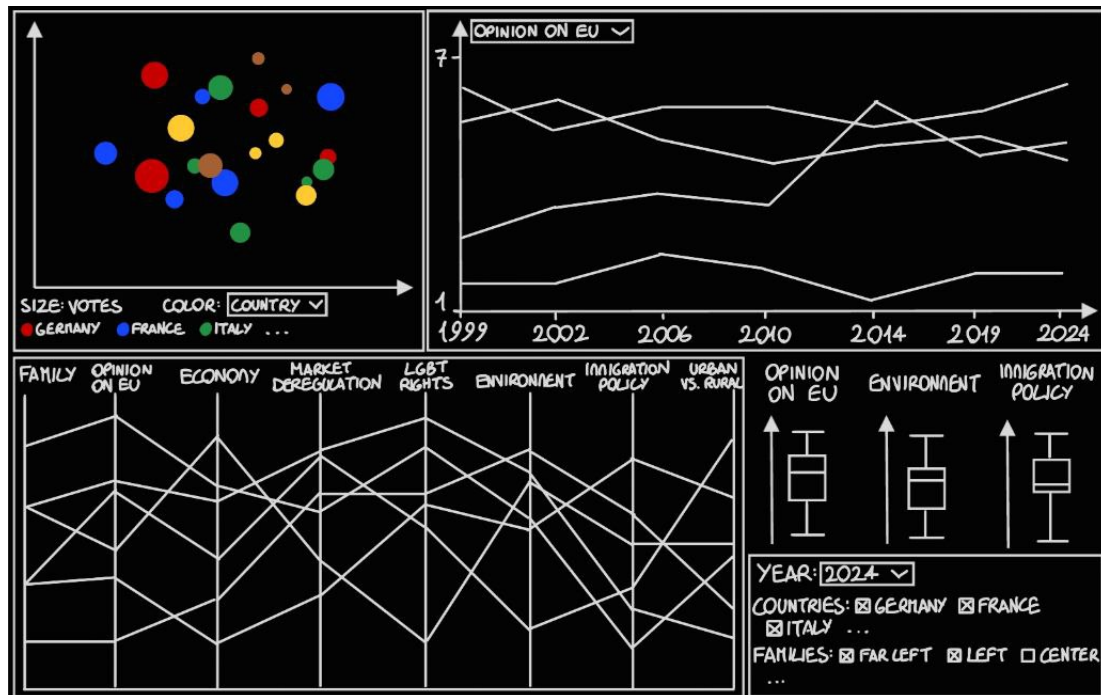 OPINION ON EU
7
1
1999 2002 2006 2010 2014 2019 2024
SIZE: VOTES COLOR: COUNTRY
GERMANY FRANCE ITALY ...
FAMILY
OPINION
ON EU
ECONOMY
MARKET
DEREGULATION
LGBT
RIGHTS
ENVIRONMENT
IMMIGRATION
POLICY
URBAN
VS. RURAL
OPINION
ON EU
ENVIRONMENT
IMMIGRATION
POLICY
YEAR: 2024
COUNTRIES: GERMANY FRANCE
ITALY ...
FAMILIES: FAR LEFT LEFT CENTER
...